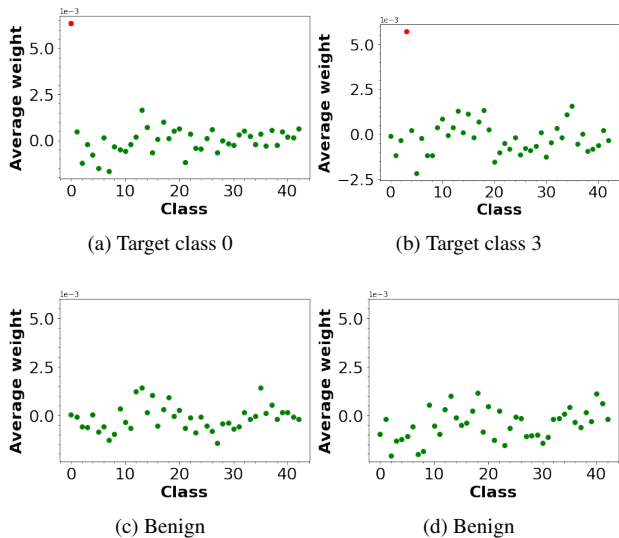 1e−3
5.0
2.5
0.0
Average weight
0 10 20 30 40
Class
(a) Target class 0
1e−3
5.0
2.5
0.0
−2.5
Average weight
0 10 20 30 40
Class
(b) Target class 3
1e−3
5.0
2.5
0.0
Average weight
0 10 20 30 40
Class
(c) Benign
1e−3
5.0
2.5
0.0
Average weight
0 10 20 30 40
Class
(d) Benign